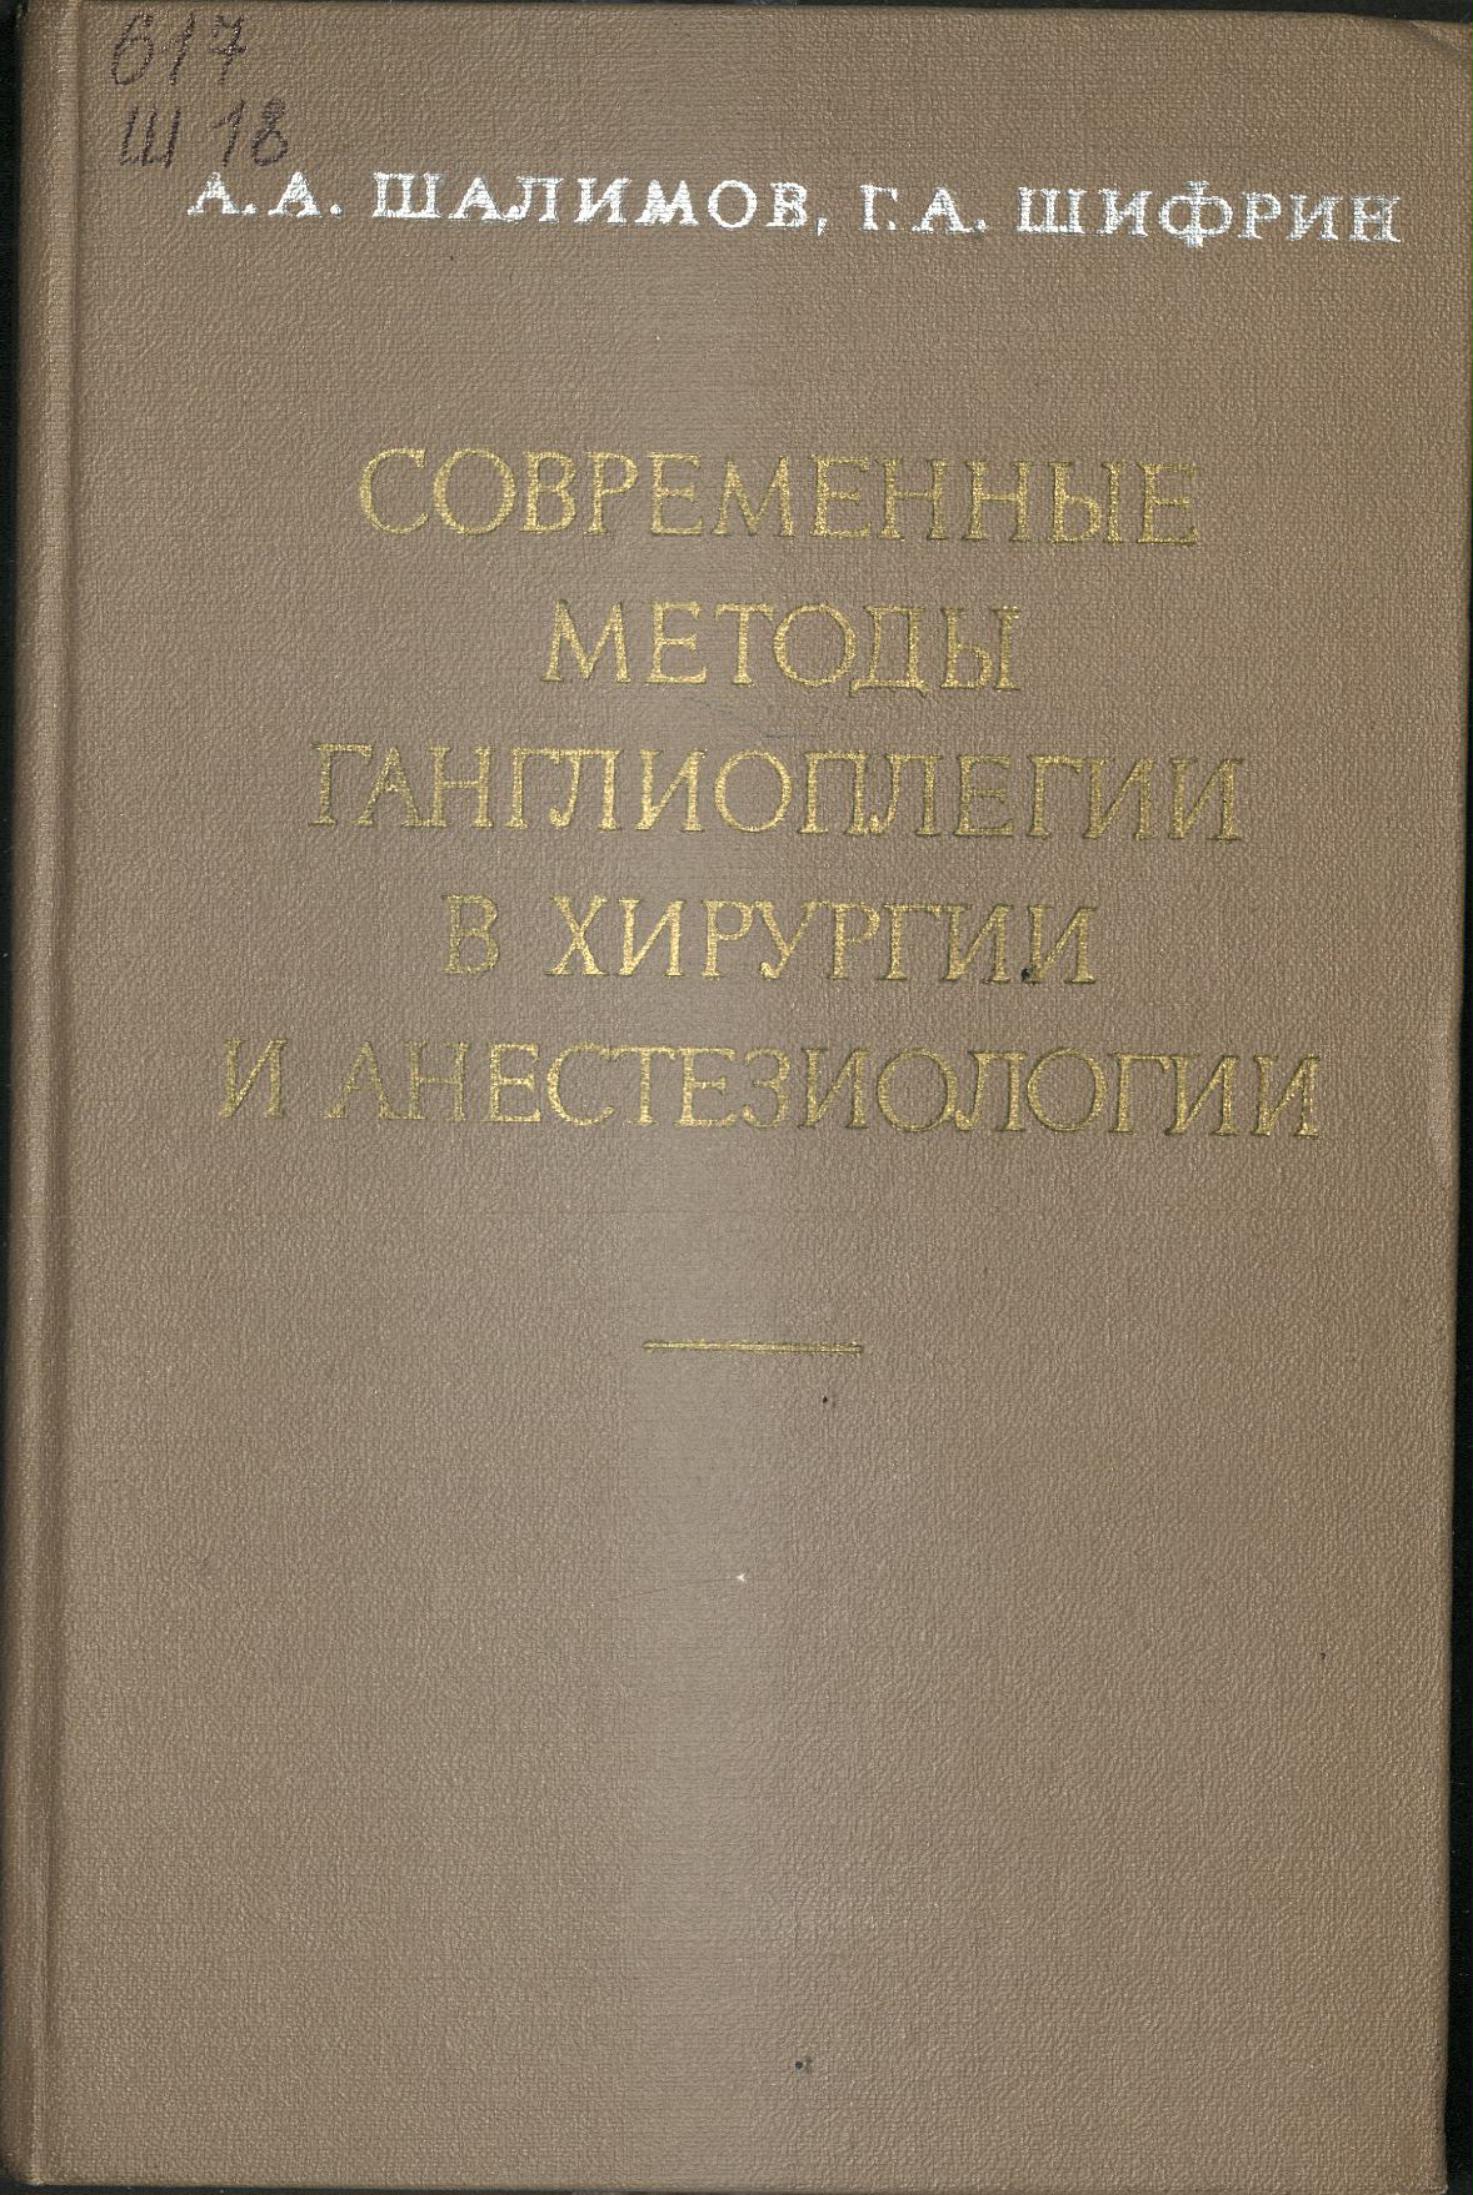 617
Ш 18
А.А. ШАЛИМОВ, Г.А. ШИФРИН
СОВРЕМЕННЫЕ
МЕТОДЫ
ГАНГЛИОПЛЕГИИ
В ХИРУРГИИ
И АНЕСТЕЗИОЛОГИИ